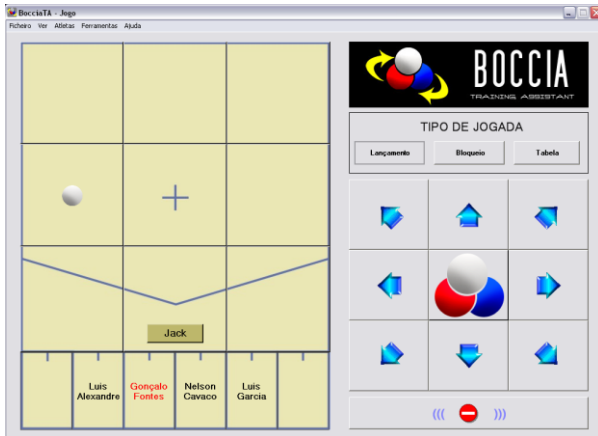 BocciaTA - Jogo
Ficheiro Ver Atletas Ferramentas Ajuda
BOCCIA
TRAINING ASSISTANT
TIPO DE JOGADA
Lançamento Bloqueio Tabela
Jack
Luis Alexandre
Gonçalo Fontes
Nelson Cavaco
Luis Garcia
((( )))